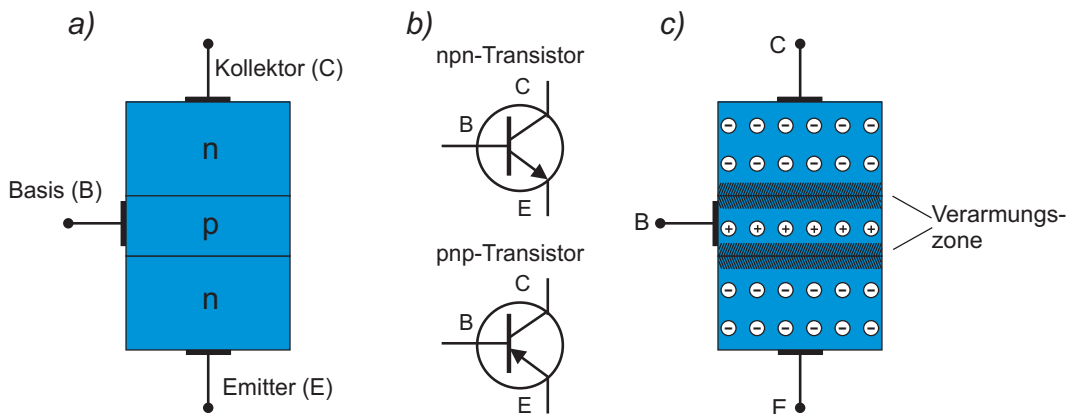 a)
Kollektor (C)
n
Basis (B)
p
n
Emitter (E)
b)
npn-Transistor
C
B
E
pnp-Transistor
C
B
E
c)
C
B
Verarmungs-
zone
E